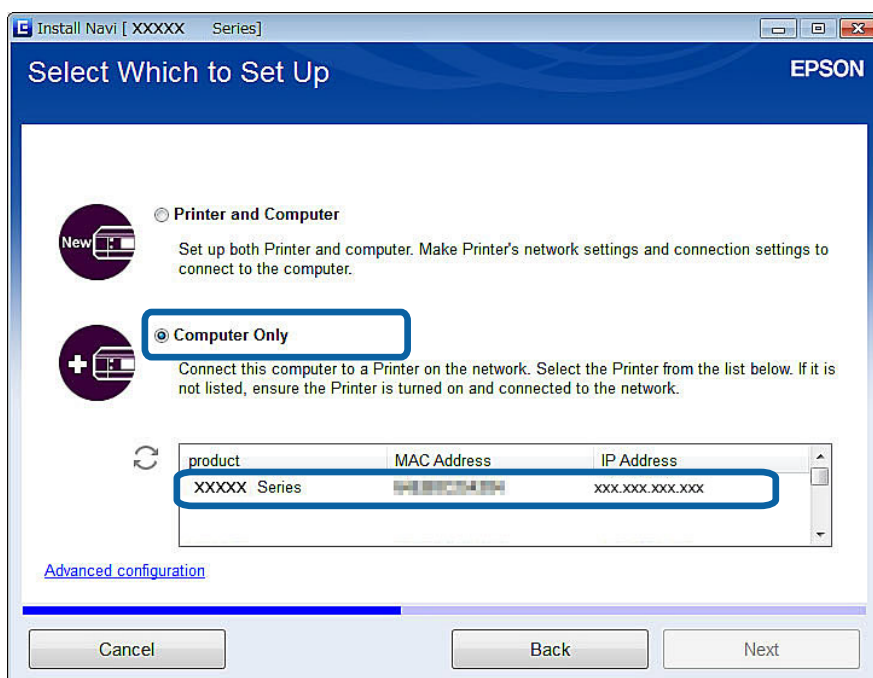 Install Navi [ XXXXX Series]
Select Which to Set Up
EPSON
New
Printer and Computer
Set up both Printer and computer. Make Printer's network settings and connection settings to
connect to the computer.
Computer Only
Connect this computer to a Printer on the network. Select the Printer from the list below. If it is
not listed, ensure the Printer is turned on and connected to the network.
product MAC Address IP Address
XXXXX Series xxx.xxx.xxx.xxx
Advanced configuration
Cancel Back Next